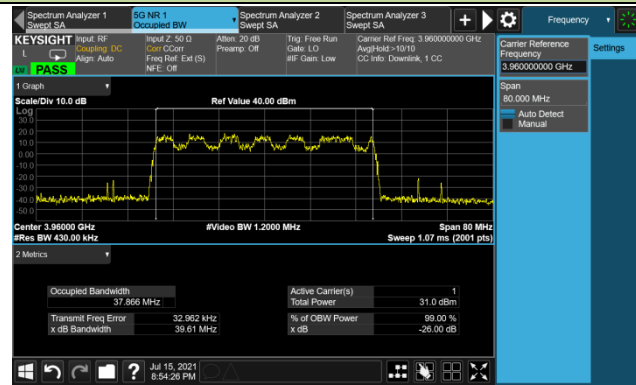 Spectrum Analyzer 1
Swept SA
5G NR 1
Occupied BW
Spectrum Analyzer 2
Swept SA
Spectrum Analyzer 3
Swept SA
Frequency
KEYSIGHT
L
PASS
Input: RF
Coupling: DC
Align: Auto
Input Z: 50 Ω
Corr CCorr
Freq Ref: Ext (S)
NFE: Off
Atten: 20 dB
Preamp: Off
Trig: Free Run
Gate: LO
#IF Gain: Low
Carrier Ref Freq: 3.960000000 GHz
Avg|Hold:>10/10
CC Info: Downlink, 1 CC
Carrier Reference
Frequency
3.960000000 GHz
Settings
Span
80.000 MHz
Auto Detect
Manual
1 Graph
Scale/Div 10.0 dB
Ref Value 40.00 dBm
Log
30.0
20.0
10.0
0.00
-10.0
-20.0
-30.0
-40.0
-50.0
Center 3.96000 GHz
#Video BW 1.2000 MHz
Span 80 MHz
#Res BW 430.00 kHz
Sweep 1.07 ms (2001 pts)
2 Metrics
Occupied Bandwidth
37.866 MHz
Active Carrier(s) 1
Total Power 31.0 dBm
Transmit Freq Error 32.962 kHz
% of OBW Power 99.00 %
x dB Bandwidth 39.61 MHz
x dB -26.00 dB
?
Jul 15, 2021
8:54:26 PM